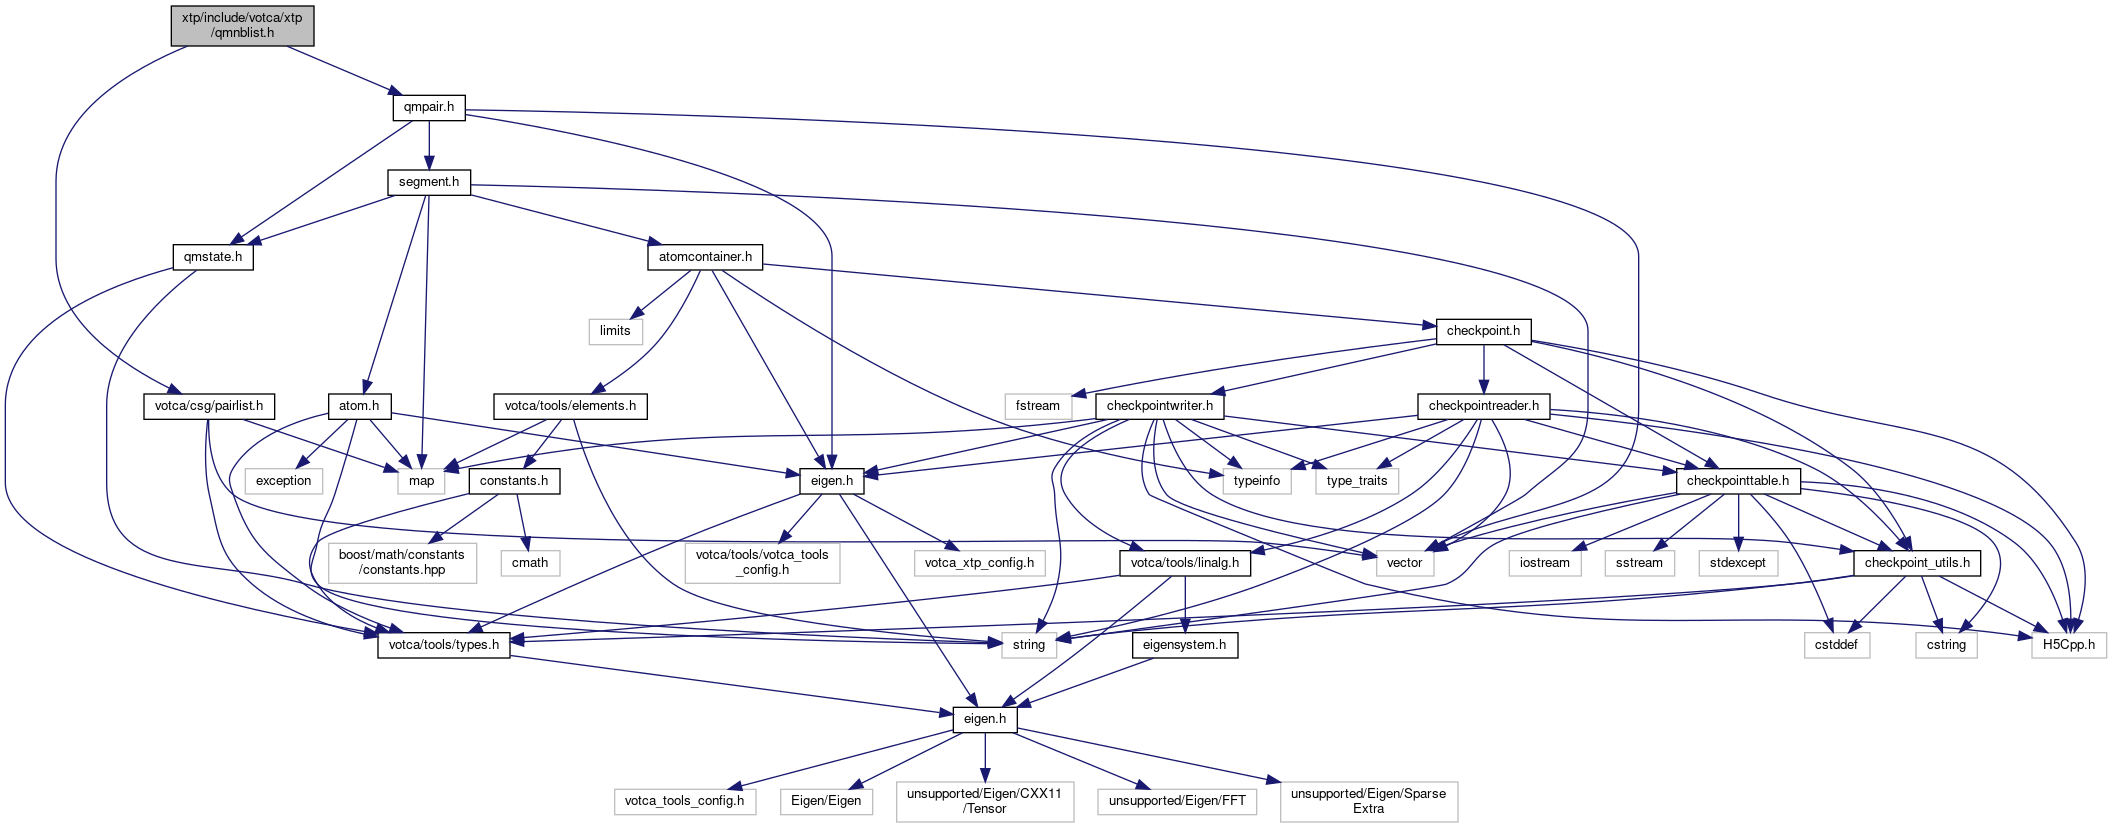 xtp/include/votca/xtp
/qmnblist.h
qmpair.h
segment.h
qmstate.h
atomcontainer.h
limits
checkpoint.h
votca/csg/pairlist.h
atom.h
votca/tools/elements.h
fstream
checkpointwriter.h
checkpointreader.h
exception
map
constants.h
eigen.h
typeinfo
type_traits
checkpointtable.h
boost/math/constants
/constants.hpp
cmath
votca/tools/votca_tools
_config.h
votca_xtp_config.h
votca/tools/linalg.h
vector
iostream
sstream
stdexcept
checkpoint_utils.h
votca/tools/types.h
string
eigensystem.h
cstddef
cstring
H5Cpp.h
eigen.h
votca_tools_config.h
Eigen/Eigen
unsupported/Eigen/CXX11
/Tensor
unsupported/Eigen/FFT
unsupported/Eigen/Sparse
Extra